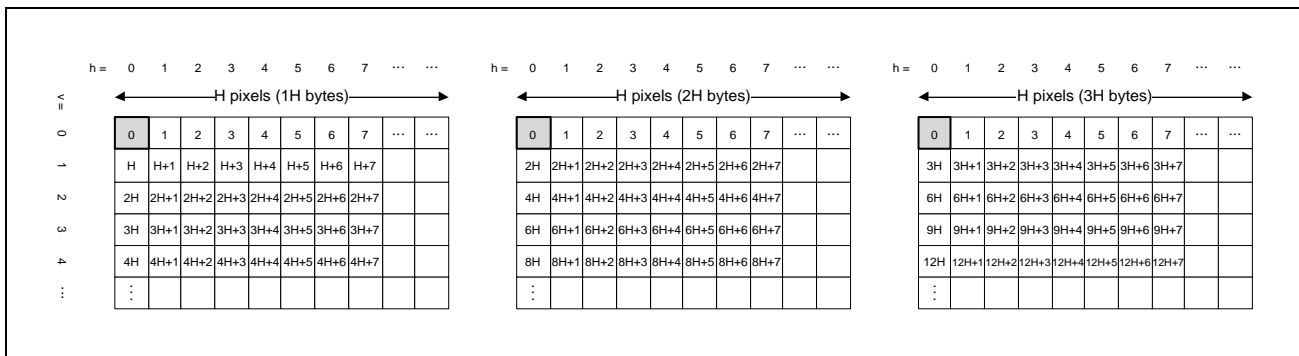 h = 0 1 2 3 4 5 6 7 ... ...
v =
H pixels (1H bytes)
0 0 1 2 3 4 5 6 7 ... ...
1 H H+1 H+2 H+3 H+4 H+5 H+6 H+7
2 2H 2H+1 2H+2 2H+3 2H+4 2H+5 2H+6 2H+7
3 3H 3H+1 3H+2 3H+3 3H+4 3H+5 3H+6 3H+7
4 4H 4H+1 4H+2 4H+3 4H+4 4H+5 4H+6 4H+7
... ⋮
h = 0 1 2 3 4 5 6 7 ... ...
H pixels (2H bytes)
0 1 2 3 4 5 6 7 ... ...
2H 2H+1 2H+2 2H+3 2H+4 2H+5 2H+6 2H+7
4H 4H+1 4H+2 4H+3 4H+4 4H+5 4H+6 4H+7
6H 6H+1 6H+2 6H+3 6H+4 6H+5 6H+6 6H+7
8H 8H+1 8H+2 8H+3 8H+4 8H+5 8H+6 8H+7
⋮
h = 0 1 2 3 4 5 6 7 ... ...
H pixels (3H bytes)
0 1 2 3 4 5 6 7 ... ...
3H 3H+1 3H+2 3H+3 3H+4 3H+5 3H+6 3H+7
6H 6H+1 6H+2 6H+3 6H+4 6H+5 6H+6 6H+7
9H 9H+1 9H+2 9H+3 9H+4 9H+5 9H+6 9H+7
12H 12H+1 12H+2 12H+3 12H+4 12H+5 12H+6 12H+7
⋮